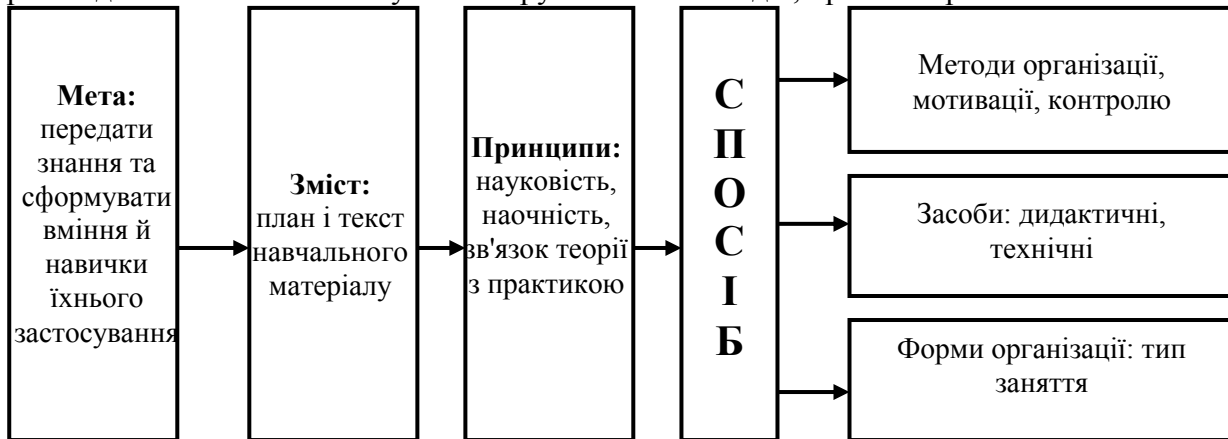 Мета:
передати
знання та
сформувати
вміння й
навички
їхнього
застосування
Зміст:
план і текст
навчального
матеріалу
Принципи:
науковість,
наочність,
зв'язок теорії
з практикою
С
П
О
С
І
Б
Методи організації,
мотивації, контролю
Засоби: дидактичні,
технічні
Форми організації: тип
заняття